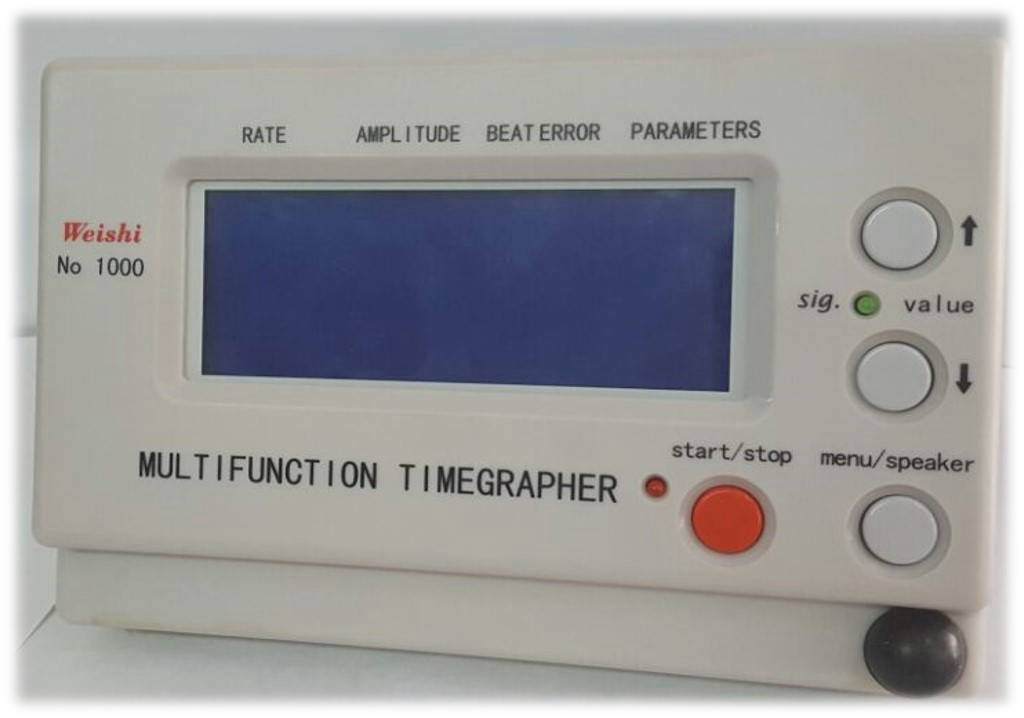 RATE AMPLITUDE BEAT ERROR PARAMETERS
Weishi
No 1000
sig. value
start/stop menu/speaker
MULTIFUNCTION TIMEGRAPHER